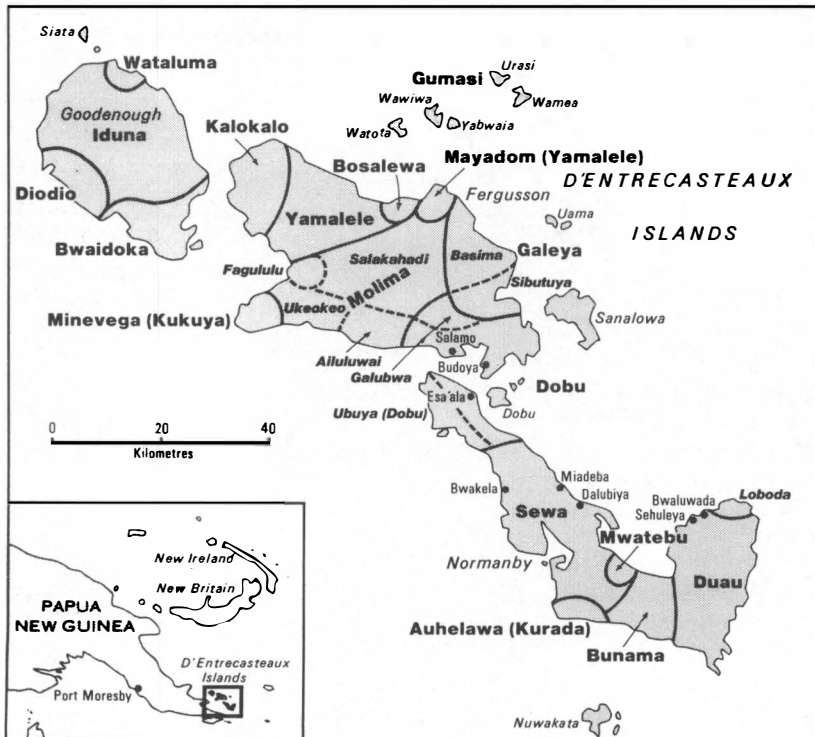 Siata
Wataluma
Goodenough
Iduna
Diodio
Bwaidoka
Kalokalo
Gumasi
Urasi
Wamea
Wawiwa
Yabwaia
Watota
Bosalewa
Mayadom (Yamalele)
Fergusson
D'ENTRECASTEAUX
ISLANDS
Uama
Yamalele
Salakahadi
Basima
Galeya
Fagululu
Molima
Sibutuya
Ukeokeo
Minevega (Kukuya)
Sanalowa
Ailuluwai
Galubwa
Salamo
Budoya
Dobu
Esa'ala
Dobu
Ubuya (Dobu)
0 20 40
Kilometres
Bwakela
Miadeba
Dalubiya
Sewa
Bwaluwada
Sehuleya
Loboda
Mwatebu
Normanby
Duau
Auhelawa (Kurada)
Bunama
Nuwakata
New Ireland
New Britain
PAPUA
NEW GUINEA
D'Entrecasteaux
Islands
Port Moresby